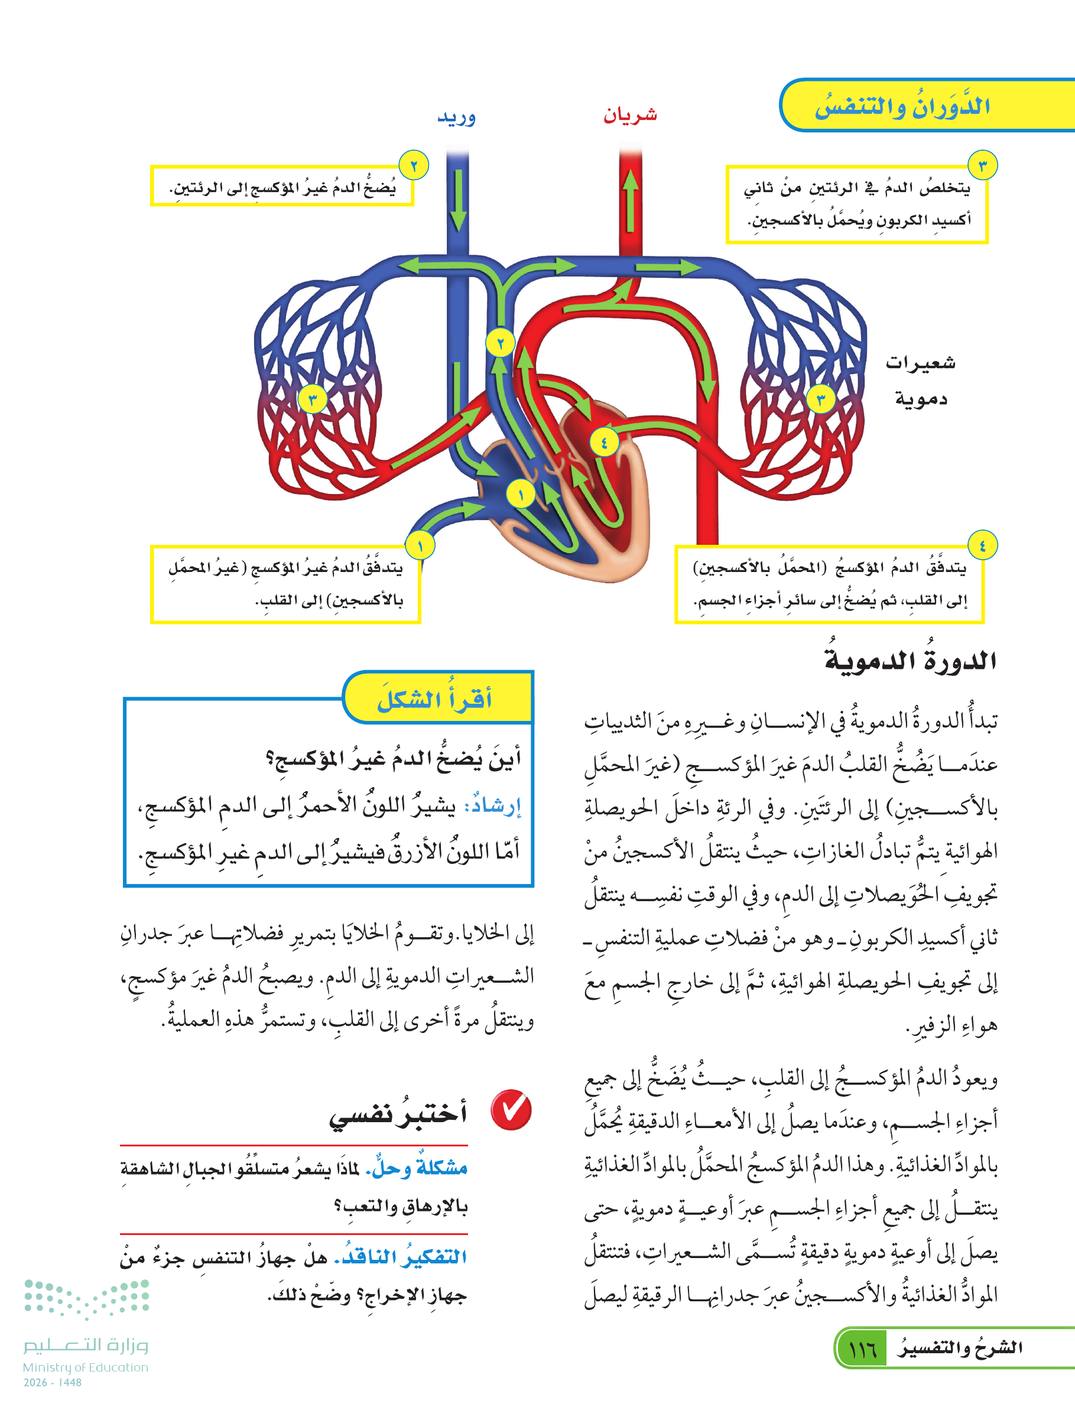 الدَّوَرانُ والتنفسُ
شريان
وريد
٣
يتخلصُ الدمُ في الرئتينِ منْ ثاني
أكسيدِ الكربونِ ويُحمَّلُ بالأكسجينِ.
٢
يُضخُّ الدمُ غيرُ المؤكسجِ إلى الرئتينِ.
شعيرات
دموية
٢
٣
٣
٤
١
٤
يتدفَّقُ الدمُ المؤكسجُ (المحمَّلُ بالأكسجينِ)
إلى القلبِ، ثم يُضخُّ إلى سائرِ أجزاءِ الجسمِ.
١
يتدفَّقُ الدمُ غيرُ المؤكسجِ (غيرُ المحمَّلِ
بالأكسجينِ) إلى القلبِ.
الدورةُ الدمويةُ
تبدأُ الدورةُ الدمويةُ في الإنسانِ وغيرِهِ منَ الثدييات
عندَما يَضُخُّ القلبُ الدمَ غيرَ المؤكسجِ (غيرَ المحمَّلِ
بالأكسجينِ) إلى الرئتَينِ. وفي الرئةِ داخلَ الحويصلةِ
الهوائيةِ يتمُّ تبادلُ الغازاتِ، حيثُ ينتقلُ الأكسجينُ منْ
تجويفِ الحُوَيصلاتِ إلى الدمِ، وفي الوقتِ نفسِه ينتقلُ
ثاني أكسيدِ الكربونِ ـ وهو منْ فضلاتِ عمليةِ التنفسِ ـ
إلى تجويفِ الحويصلةِ الهوائيةِ، ثمَّ إلى خارجِ الجسمِ معَ
هواءِ الزفيرِ.
ويعودُ الدمُ المؤكسجُ إلى القلبِ، حيثُ يُضَخُّ إلى جميعِ
أجزاءِ الجسمِ، وعندَما يصلُ إلى الأمعاءِ الدقيقةِ يُحمَّلُ
بالموادِّ الغذائيةِ. وهذا الدمُ المؤكسجُ المحمَّلُ بالموادِّ الغذائيةِ
ينتقلُ إلى جميعِ أجزاءِ الجسمِ عبرَ أوعيةٍ دمويةٍ، حتى
يصلَ إلى أوعيةٍ دمويةٍ دقيقةٍ تُسمَّى الشعيراتِ، فتنتقلُ
الموادُّ الغذائيةُ والأكسجينُ عبرَ جدرانِها الرقيقةِ ليصلَ
أقرأُ الشكلَ
أينَ يُضخُّ الدمُ غيرُ المؤكسجِ؟
إرشادٌ: يشيرُ اللونُ الأحمرُ إلى الدمِ المؤكسجِ،
أمّا اللونُ الأزرقُ فيشيرُ إلى الدمِ غيرِ المؤكسجِ.
إلى الخلايا. وتقومُ الخلايَا بتمريرِ فضلاتِها عبرَ جدرانِ
الشعيراتِ الدمويةِ إلى الدمِ. ويصبحُ الدمُ غيرَ مؤكسجٍ،
وينتقلُ مرةً أخرى إلى القلبِ، وتستمرُّ هذهِ العمليةُ.
أختبرُ نفسي
مشكلةٌ وحلٌّ. لماذَا يشعرُ متسلِّقُو الجبالِ الشاهقةِ
بالإرهاقِ والتعبِ؟
التفكيرُ الناقدُ. هلْ جهازُ التنفسِ جزءٌ منْ
جهازِ الإخراجِ؟ وضّحْ ذلكَ.
وزارة التعليم
Ministry of Education
2026 - 1448
الشرحُ والتفسيرُ
١١٦